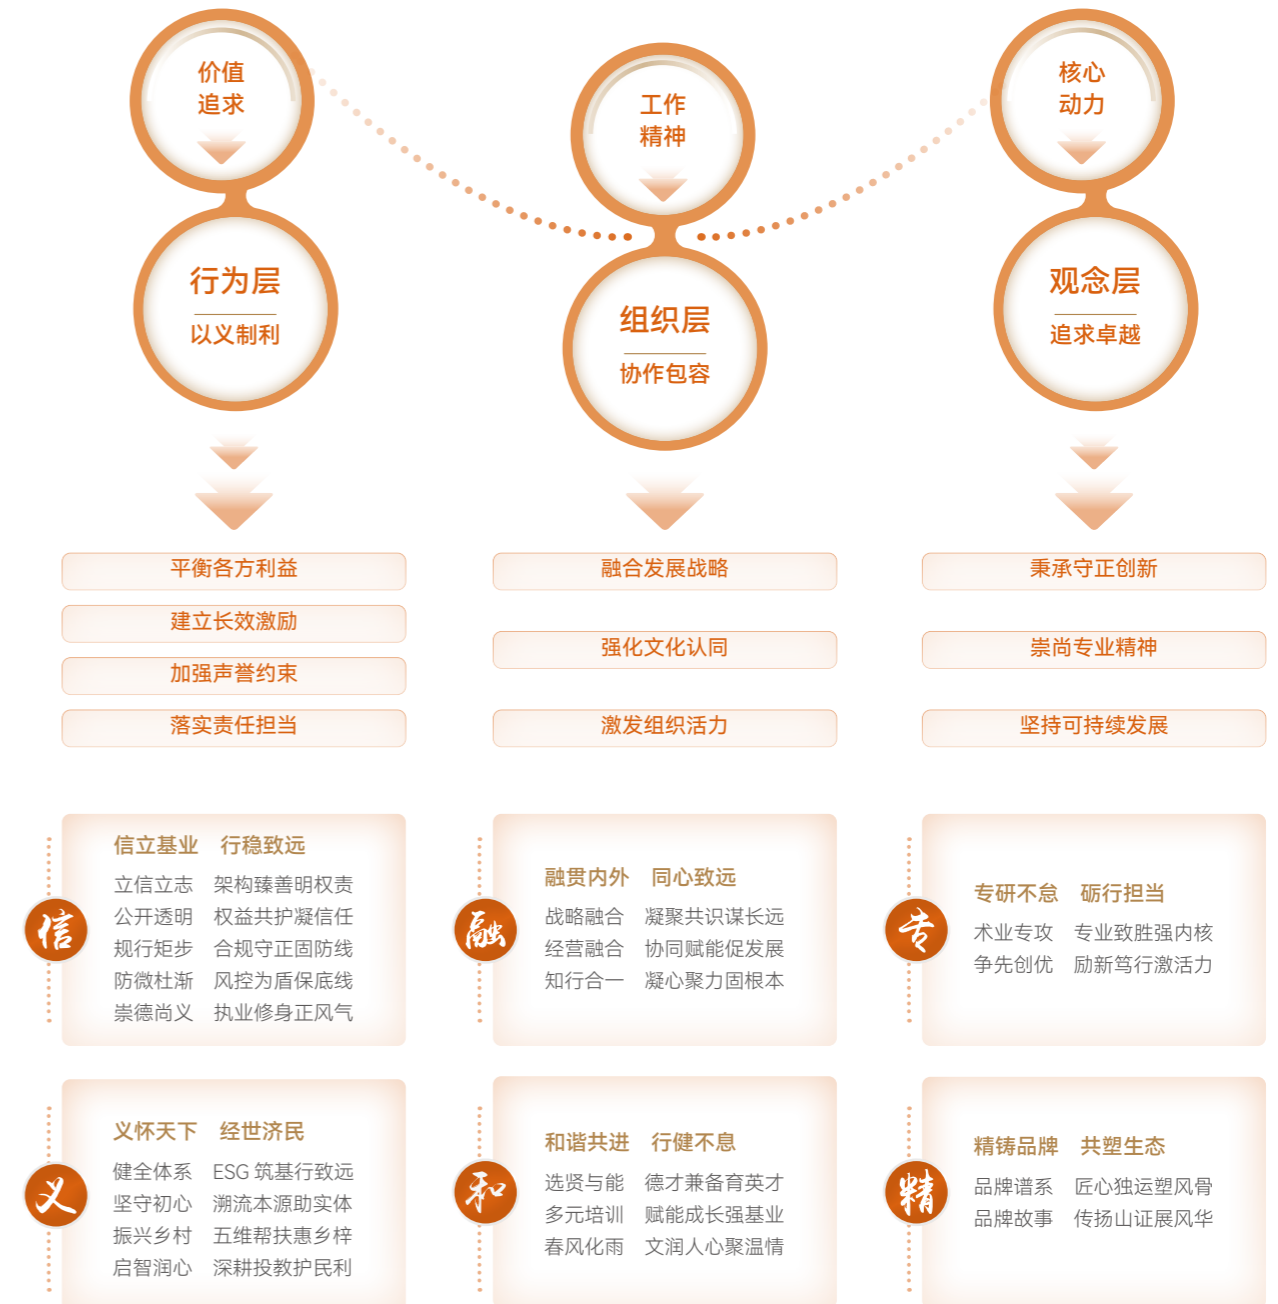 价值
追求
行为层
以义制利
工作
精神
组织层
协作包容
核心
动力
观念层
追求卓越
平衡各方利益
建立长效激励
加强声誉约束
落实责任担当
融合发展战略
强化文化认同
激发组织活力
秉承守正创新
崇尚专业精神
坚持可持续发展
信
信立基业 行稳致远
立信立志 架构臻善明权责
公开透明 权益共护凝信任
规行矩步 合规守正固防线
防微杜渐 风控为盾保底线
崇德尚义 执业修身正风气
融
融贯内外 同心致远
战略融合 凝聚共识谋长远
经营融合 协同赋能促发展
知行合一 凝心聚力固根本
专
专研不怠 砺行担当
术业专攻 专业致胜强内核
争先创优 励新笃行激活力
义
义怀天下 经世济民
健全体系 ESG 筑基行致远
坚守初心 溯流本源助实体
振兴乡村 五维帮扶惠乡梓
启智润心 深耕投教护民利
和
和谐共进 行健不息
选贤与能 德才兼备育英才
多元培训 赋能成长强基业
春风化雨 文润人心聚温情
精
精铸品牌 共塑生态
品牌谱系 匠心独运塑风骨
品牌故事 传扬山证展风华